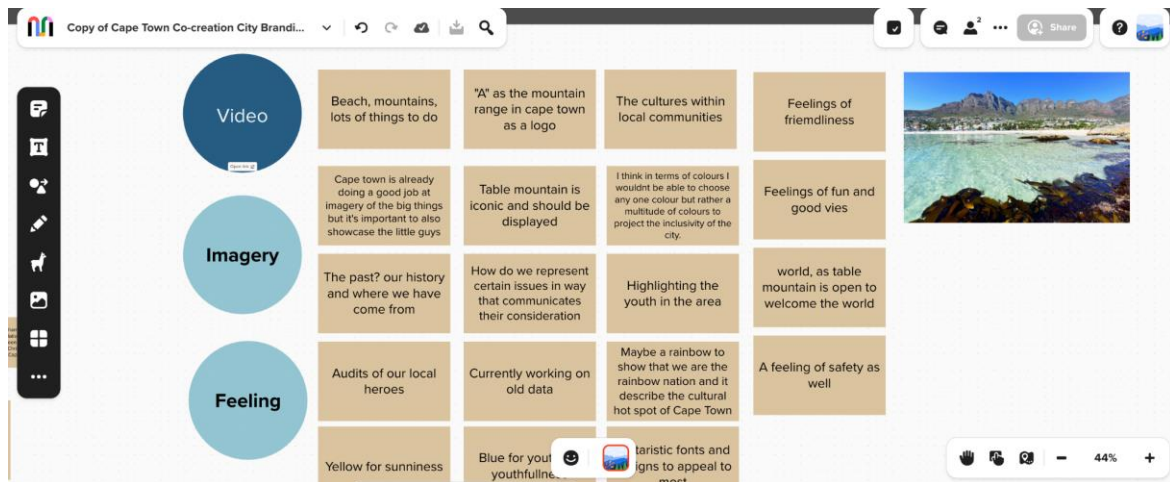 Copy of Cape Town Co-creation City Brandi...
2
Share
Video
Beach, mountains,
lots of things to do
"A" as the mountain
range in cape town
as a logo
The cultures within
local communities
Feelings of
friemdliness
Imagery
Cape town is already
doing a good job at
imagery of the big things
but it's important to also
showcase the little guys
Table mountain is
iconic and should be
displayed
I think in terms of colours I
wouldnt be able to choose
any one colour but rather a
multitude of colours to
project the inclusivity of the
city.
Feelings of fun and
good vies
The past? our history
and where we have
come from
How do we represent
certain issues in way
that communicates
their consideration
Highlighting the
youth in the area
world, as table
mountain is open to
welcome the world
Feeling
Audits of our local
heroes
Currently working on
old data
Maybe a rainbow to
show that we are the
rainbow nation and it
describe the cultural
hot spot of Cape Town
A feeling of safety as
well
Yellow for sunniness
Blue for
fonts and
to appeal to
44%